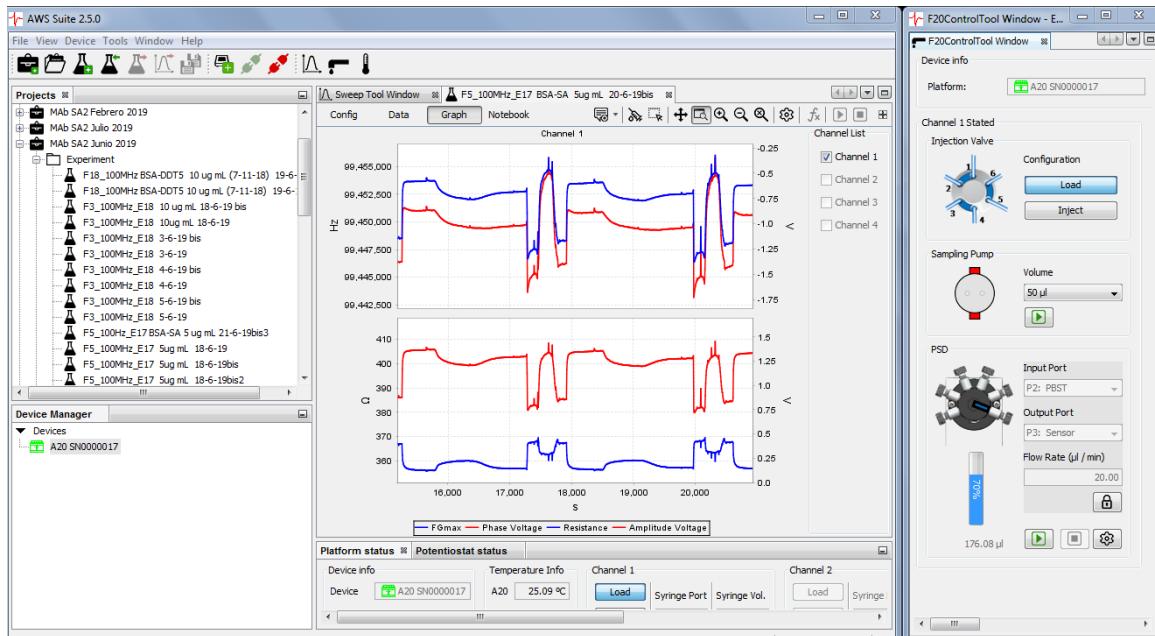 AWS Suite 2.5.0
File View Device Tools Window Help
Projects
MAb SA2 Febrero 2019
MAb SA2 Julio 2019
MAb SA2 Junio 2019
Experiment
F18_100MHz BSA-DDT5 10 ug mL (7-11-18) 19-6-
F18_100MHz BSA-DDT5 10 ug mL (7-11-18) 19-6-
F3_100MHz_E18 10 ug mL 18-6-19 bis
F3_100MHz_E18 10ug mL 18-6-19
F3_100MHz_E18 3-6-19 bis
F3_100MHz_E18 3-6-19
F3_100MHz_E18 4-6-19 bis
F3_100MHz_E18 4-6-19
F3_100MHz_E18 5-6-19 bis
F3_100MHz_E18 5-6-19
F5_100Hz_E17 BSA-SA 5 ug mL 21-6-19bis3
F5_100MHz_E17 5ug mL 18-6-19
F5_100MHz_E17 5ug mL 18-6-19bis
F5_100MHz_E17 5ug mL 18-6-19bis2
Device Manager
Devices
A20 SN0000017
Sweep Tool Window
F5_100MHz_E17 BSA-SA 5ug mL 20-6-19bis
Config Data Graph Notebook
Channel 1
99,455,000
99,452,500
99,450,000
99,447,500
99,445,000
99,442,500
Hz
-0.25
-0.50
-0.75
-1.00
-1.25
-1.50
-1.75
V
410
400
390
380
370
360
Ω
1.5
1.3
1.0
0.75
0.5
0.25
0.0
V
16,000 17,000 18,000 19,000 20,000
s
FGmax Phase Voltage Resistance Amplitude Voltage
Channel List
Channel 1
Channel 2
Channel 3
Channel 4
Platform status Potentiostat status
Device info
Device A20 SN0000017
Temperature Info
A20 25.09 ºC
Channel 1
Load Syringe Port Syringe Vol.
Channel 2
Load Syringe
F20ControlTool Window - E...
F20ControlTool Window
Device info
Platform: A20 SN0000017
Channel 1 Stated
Injection Valve
1
2
3
4
5
6
Configuration
Load
Inject
Sampling Pump
Volume
50 µl
PSD
Input Port
P2: PBST
Output Port
P3: Sensor
Flow Rate (µl / min)
20.00
70%
176.08 µl